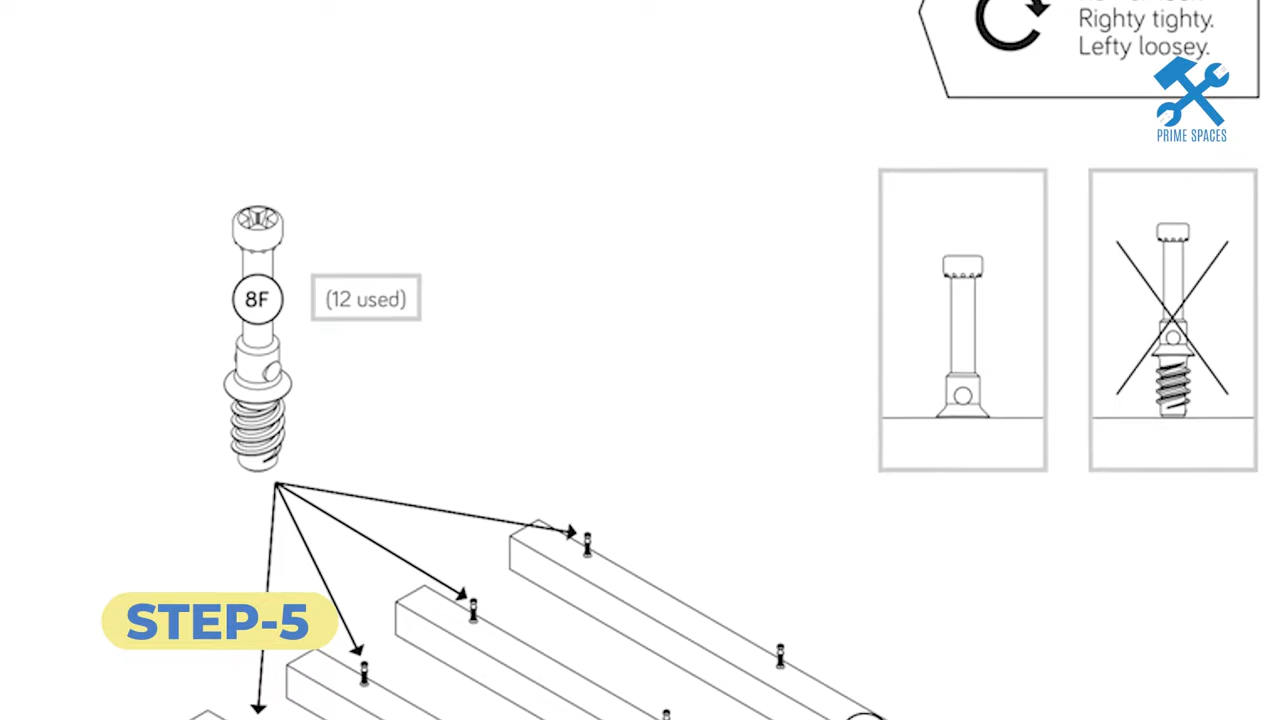 Righty tighty.
Lefty loosey.
PRIME SPACES
8F
(12 used)
STEP-5